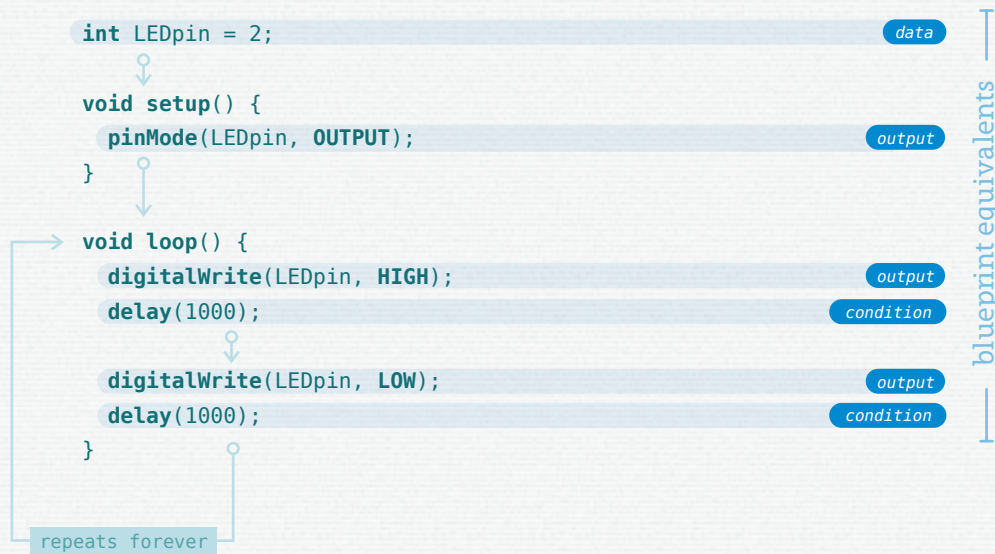 int LEDpin = 2; data
void setup() {
pinMode(LEDpin, OUTPUT); output
}
void loop() {
digitalWrite(LEDpin, HIGH); output
delay(1000); condition
digitalWrite(LEDpin, LOW); output
delay(1000); condition
}
repeats forever
blueprint equivalents